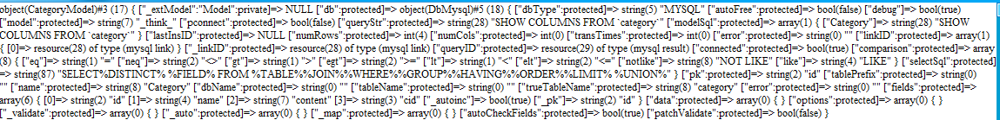 object(CategoryModel)#3 (17) { ["_extModel":"Model":private]=> NULL ["db":protected]=> object(DbMysql)#5 (18) { ["dbType":protected]=> string(5) "MYSQL" ["autoFree":protected]=> bool(false) ["debug"]=> bool(true)
["model":protected]=> string(7) "_think_" ["pconnect":protected]=> bool(false) ["queryStr":protected]=> string(28) "SHOW COLUMNS FROM `category`" ["modelSql":protected]=> array(1) { ["Category"]=> string(28) "SHOW
COLUMNS FROM `category`" } ["lastInsID":protected]=> NULL ["numRows":protected]=> int(4) ["numCols":protected]=> int(0) ["transTimes":protected]=> int(0) ["error":protected]=> string(0) "" ["linkID":protected]=> array(1)
{ [0]=> resource(28) of type (mysql link) } ["_linkID":protected]=> resource(28) of type (mysql link) ["queryID":protected]=> resource(29) of type (mysql result) ["connected":protected]=> bool(true) ["comparison":protected]=> array
(8) { ["eq"]=> string(1) "=" ["neq"]=> string(2) "<>" ["gt"]=> string(1) ">" ["egt"]=> string(2) ">=" ["lt"]=> string(1) "<" ["elt"]=> string(2) "<=" ["notlike"]=> string(8) "NOT LIKE" ["like"]=> string(4) "LIKE" } ["selectSql":protected]
=> string(87) "SELECT%DISTINCT% %FIELD% FROM %TABLE%%JOIN%%WHERE%%GROUP%%HAVING%%ORDER%%LIMIT% %UNION%" } ["pk":protected]=> string(2) "id" ["tablePrefix":protected]=> string(0)
"" ["name":protected]=> string(8) "Category" ["dbName":protected]=> string(0) "" ["tableName":protected]=> string(0) "" ["trueTableName":protected]=> string(8) "category" ["error":protected]=> string(0) "" ["fields":protected]=>
array(6) { [0]=> string(2) "id" [1]=> string(4) "name" [2]=> string(7) "content" [3]=> string(3) "cid" ["_autoinc"]=> bool(true) ["_pk"]=> string(2) "id" } ["data":protected]=> array(0) { } ["options":protected]=> array(0) { }
["_validate":protected]=> array(0) { } ["_auto":protected]=> array(0) { } ["_map":protected]=> array(0) { } ["autoCheckFields":protected]=> bool(true) ["patchValidate":protected]=> bool(false) }